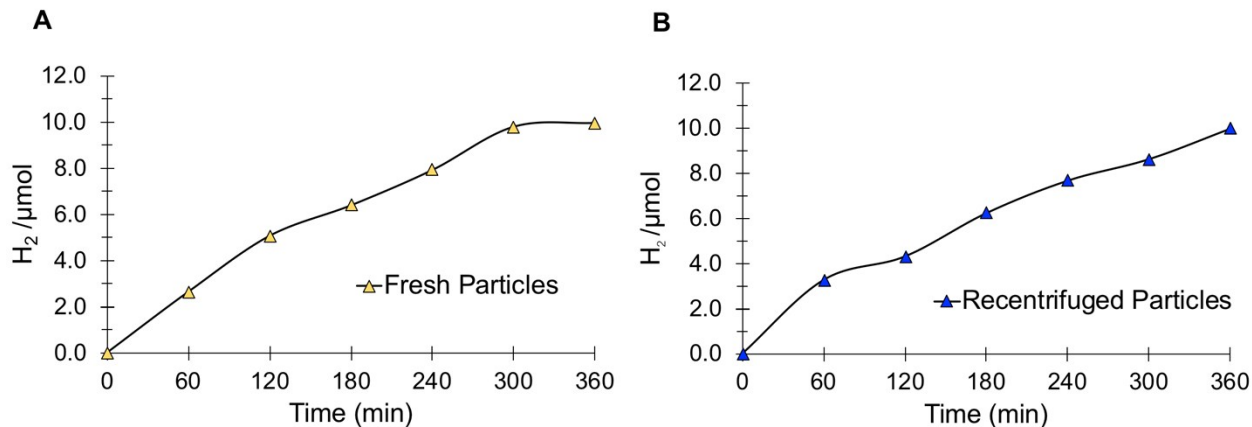 A
12.0
10.0
8.0
6.0
4.0
2.0
0.0
H₂ /µmol
Fresh Particles
0 60 120 180 240 300 360
Time (min)
B
12.0
10.0
8.0
6.0
4.0
2.0
0.0
H₂ /µmol
Recentrifuged Particles
0 60 120 180 240 300 360
Time (min)